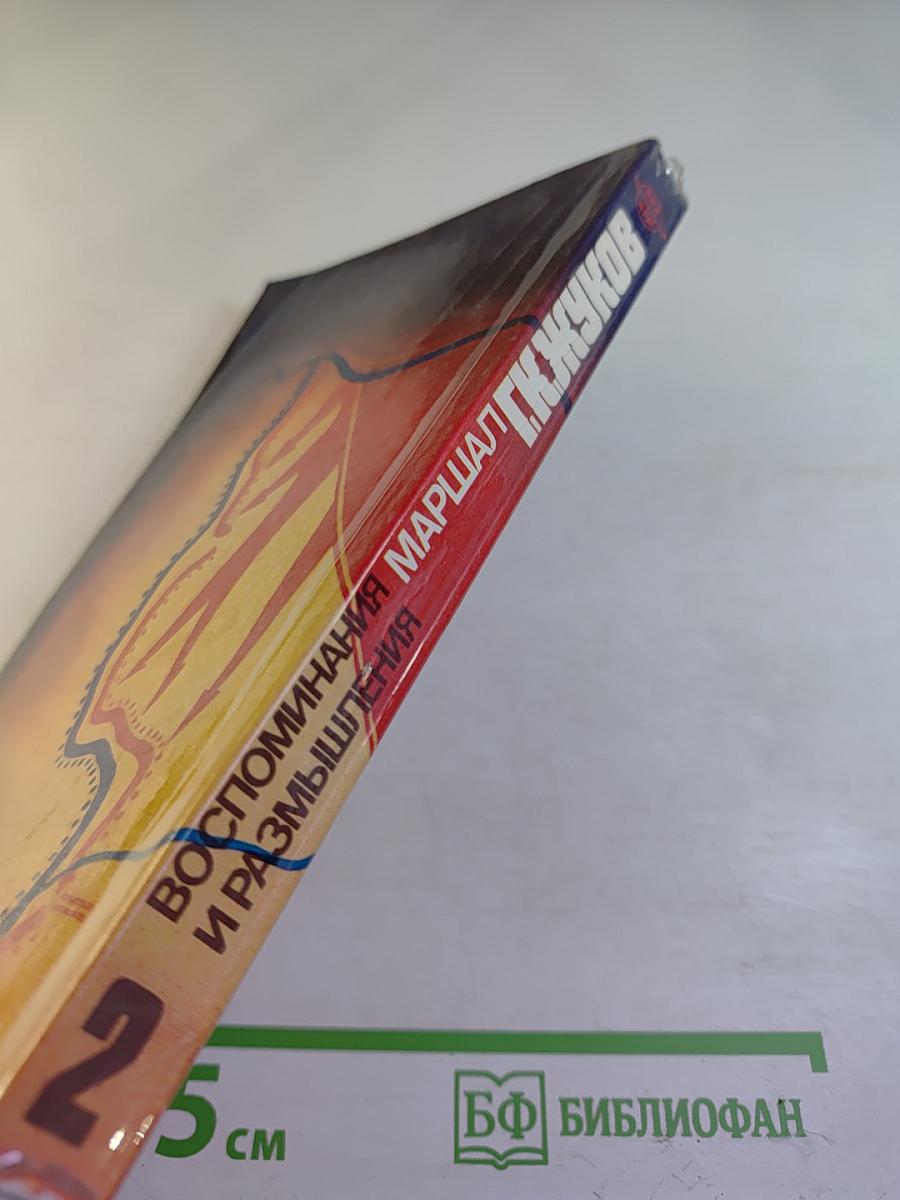 МАРШАЛ Г.К.ЖУКОВ
ВОСПОМИНАНИЯ
И РАЗМЫШЛЕНИЯ
2
5 см
БФ БИБЛИОФАН